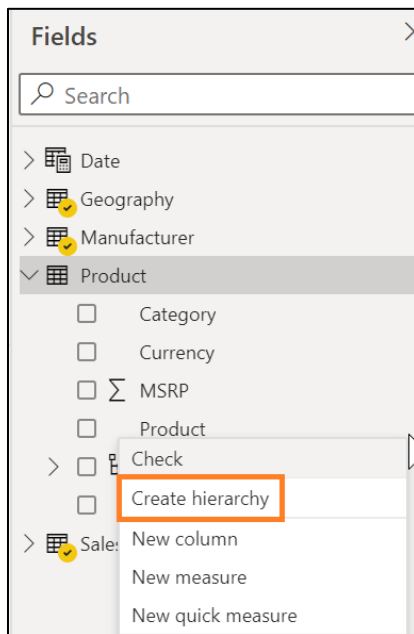 Fields
Search
Date
Geography
Manufacturer
Product
Category
Currency
MSRP
Product
Check
Create hierarchy
Sales
New column
New measure
New quick measure